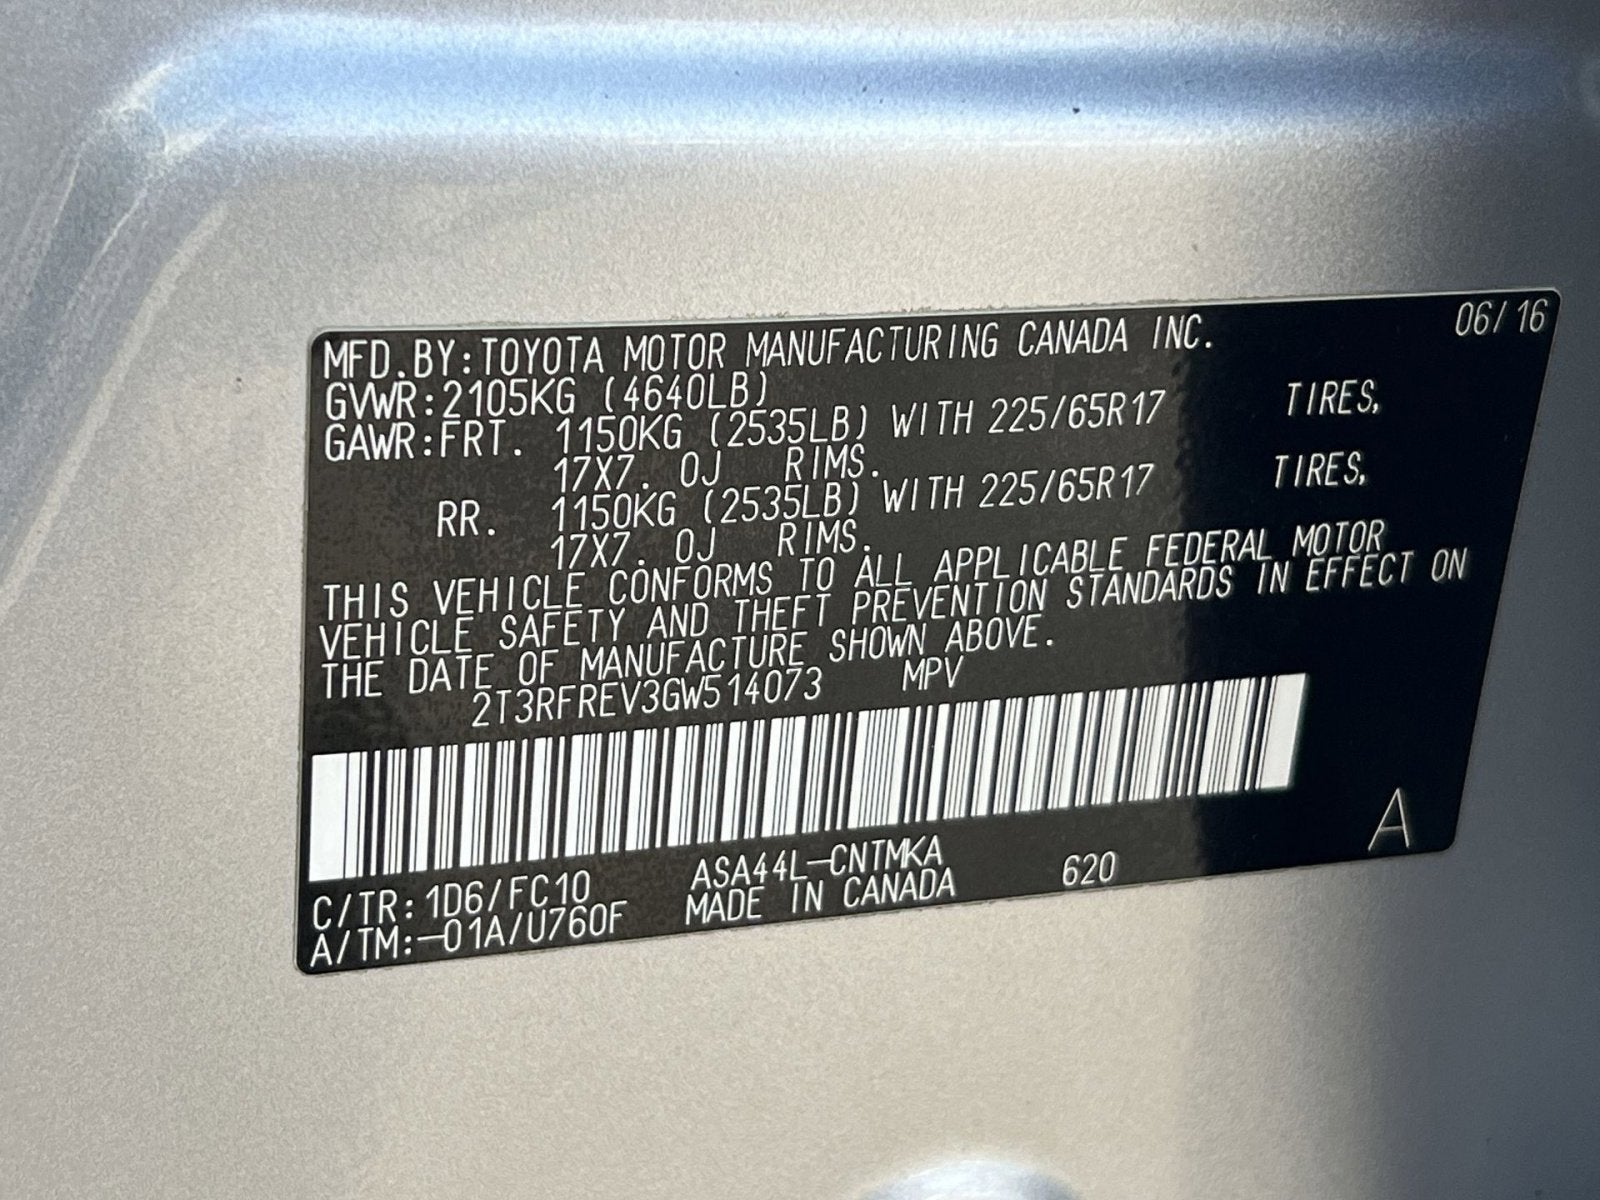 06/16
MFD.BY:TOYOTA MOTOR MANUFACTURING CANADA INC.
GVWR:2105KG (4640LB)
GAWR:FRT. 1150KG (2535LB) WITH 225/65R17 TIRES,
17X7.0J RIMS.
RR. 1150KG (2535LB) WITH 225/65R17 TIRES,
17X7.0J RIMS.
THIS VEHICLE CONFORMS TO ALL APPLICABLE FEDERAL MOTOR
VEHICLE SAFETY AND THEFT PREVENTION STANDARDS IN EFFECT ON
THE DATE OF MANUFACTURE SHOWN ABOVE.
2T3RFREV3GW514073 MPV
A
C/TR:1D6/FC10 ASA44L-CNTMKA 620
A/TM:-01A/U760F MADE IN CANADA